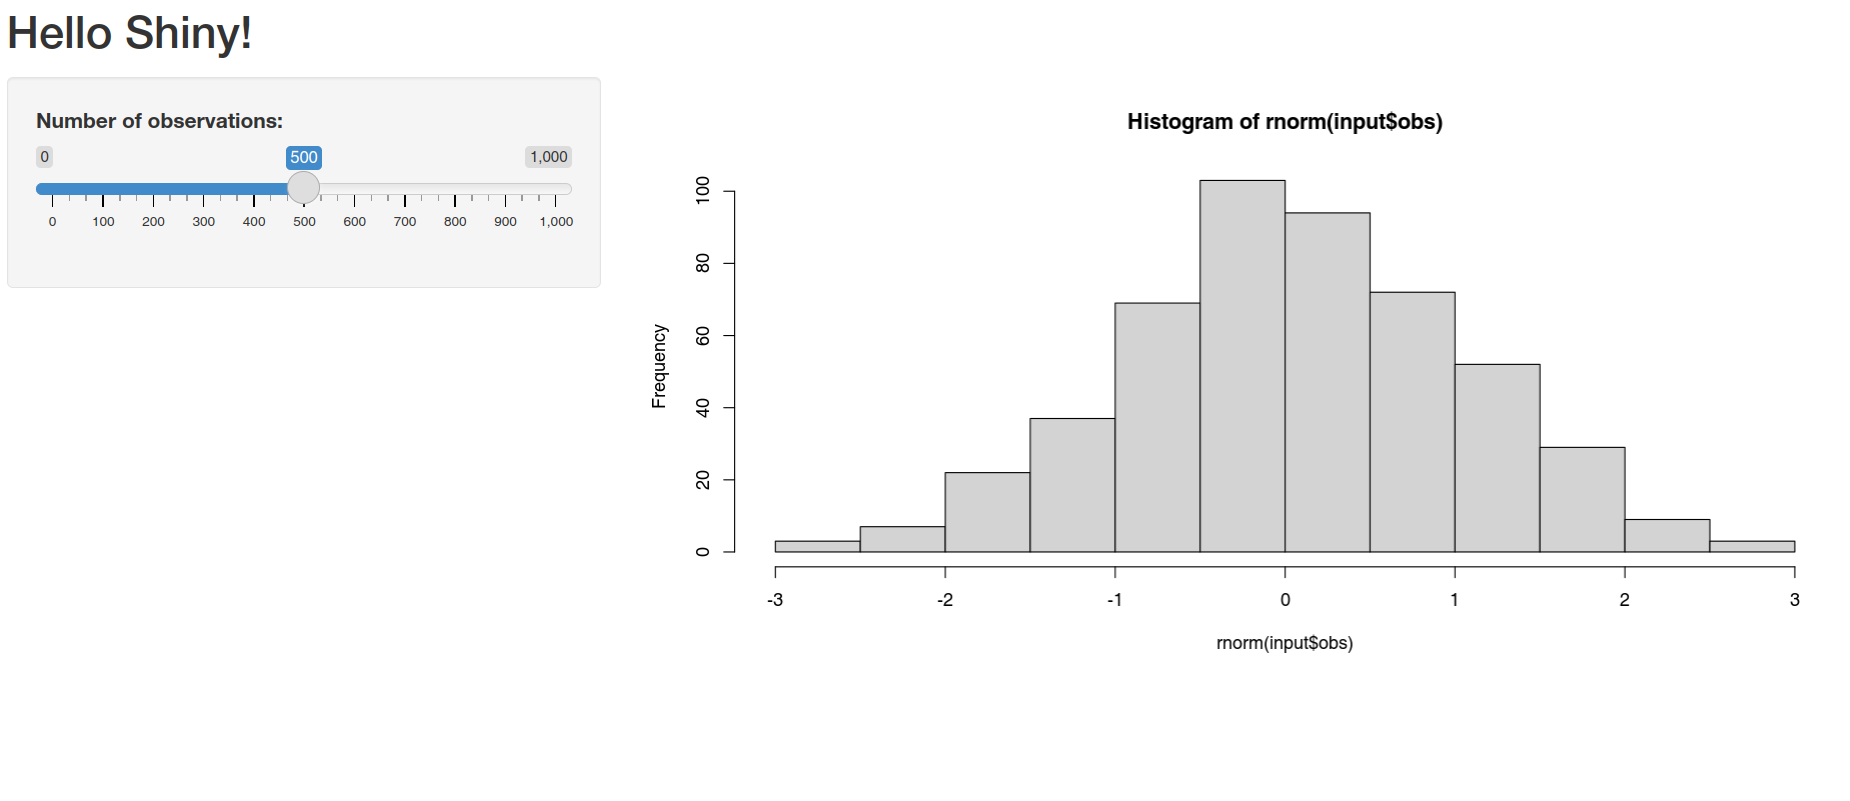 Hello Shiny!
Number of observations:
0 500 1,000
0 100 200 300 400 500 600 700 800 900 1,000
Histogram of rnorm(input$obs)
Frequency
100
80
60
40
20
0
-3 -2 -1 0 1 2 3
rnorm(input$obs)